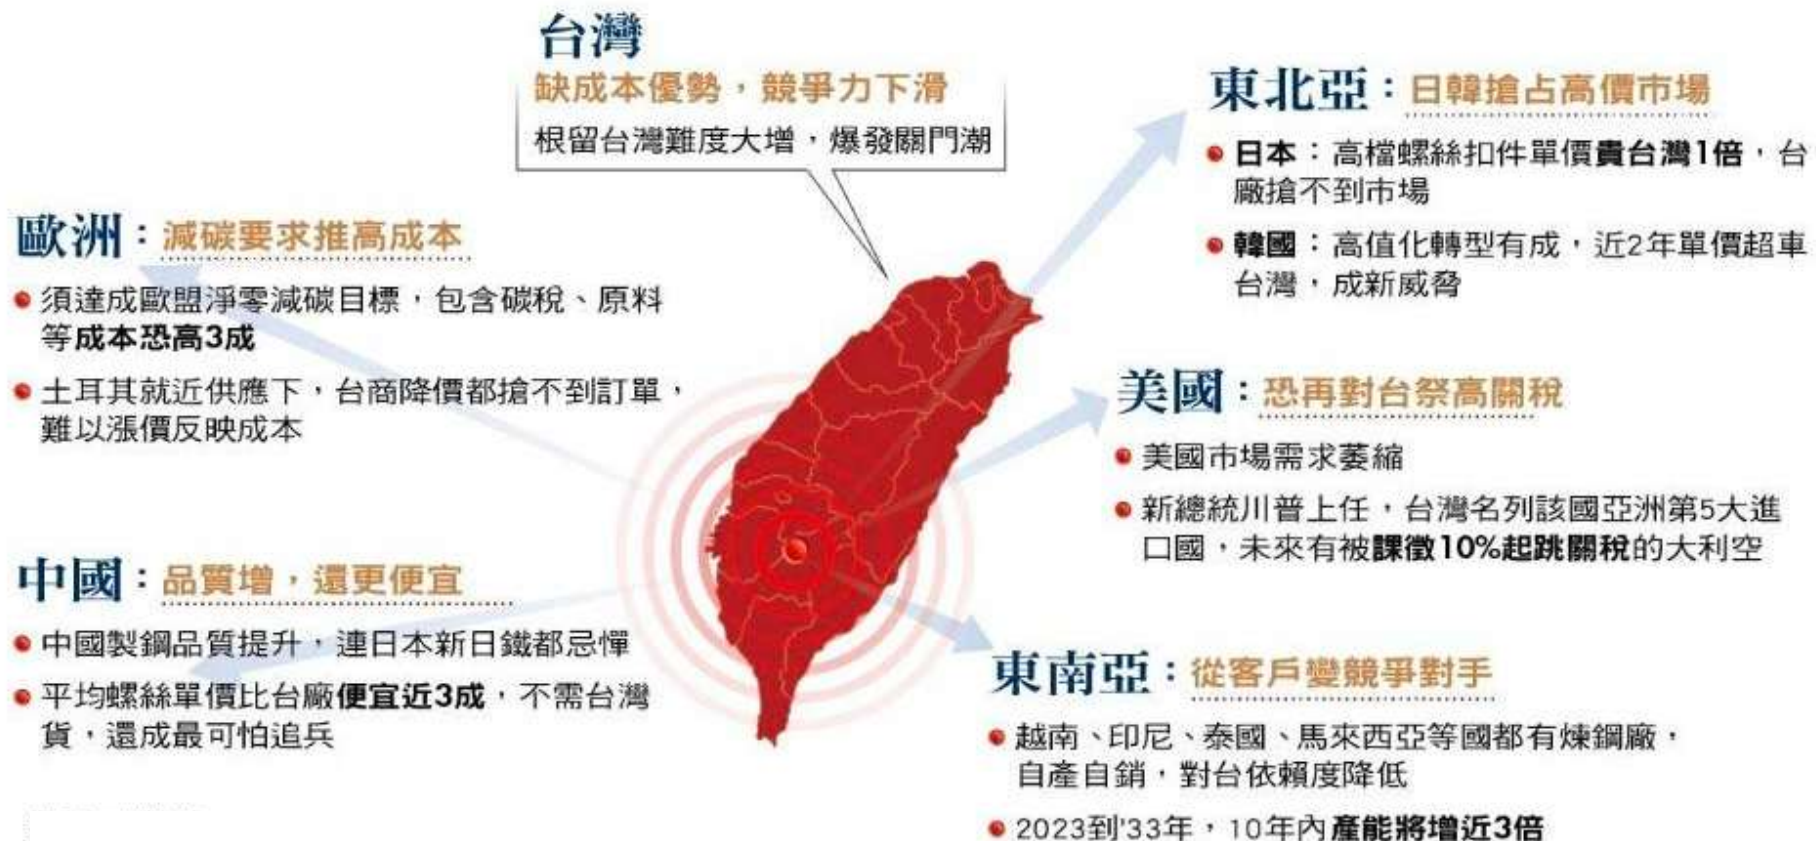 台灣
缺成本優勢，競爭力下滑
根留台灣難度大增，爆發關門潮
東北亞：日韓搶占高價市場
日本：高檔螺絲扣件單價貴台灣1倍，台
廠搶不到市場
韓國：高值化轉型有成，近2年單價超車
台灣，成新威脅
歐洲：減碳要求推高成本
須達成歐盟淨零減碳目標，包含碳稅、原料
等成本恐高3成
土耳其就近供應下，台商降價都搶不到訂單，
難以漲價反映成本
美國：恐再對台祭高關稅
美國市場需求萎縮
新總統川普上任，台灣名列該國亞洲第5大進
口國，未來有被課徵10%起跳關稅的大利空
中國：品質增，還更便宜
中國製鋼品質提升，連日本新日鐵都忌憚
平均螺絲單價比台廠便宜近3成，不需台灣
貨，還成最可怕追兵
東南亞：從客戶變競爭對手
越南、印尼、泰國、馬來西亞等國都有煉鋼廠，
自產自銷，對台依賴度降低
2023到'33年，10年內產能將增近3倍